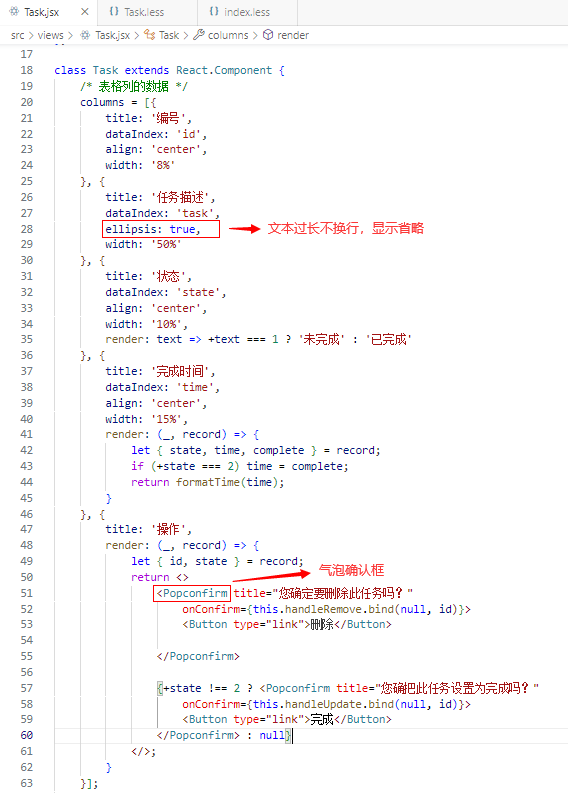 Task.jsx × {} Task.less {} index.less
src > views > Task.jsx > Task > columns > render
17
18 class Task extends React.Component {
19 /* 表格列的数据 */
20 columns = [{
21 title: '编号',
22 dataIndex: 'id',
23 align: 'center',
24 width: '8%'
25 }, {
26 title: '任务描述',
27 dataIndex: 'task',
28 ellipsis: true, 文本过长不换行，显示省略
29 width: '50%'
30 }, {
31 title: '状态',
32 dataIndex: 'state',
33 align: 'center',
34 width: '10%',
35 render: text => +text === 1 ? '未完成' : '已完成'
36 }, {
37 title: '完成时间',
38 dataIndex: 'time',
39 align: 'center',
40 width: '15%',
41 render: (_, record) => {
42 let { state, time, complete } = record;
43 if (+state === 2) time = complete;
44 return formatTime(time);
45 }
46 }, {
47 title: '操作',
48 render: (_, record) => {
49 let { id, state } = record;
50 return <> 气泡确认框
51 <Popconfirm title="您确定要删除此任务吗？"
52 onConfirm={this.handleRemove.bind(null, id)}>
53 <Button type="link">删除</Button>
54
55 </Popconfirm>
56
57 {+state !== 2 ? <Popconfirm title="您确把此任务设置为完成吗？"
58 onConfirm={this.handleUpdate.bind(null, id)}>
59 <Button type="link">完成</Button>
60 </Popconfirm> : null}
61 </>;
62 }
63 }];